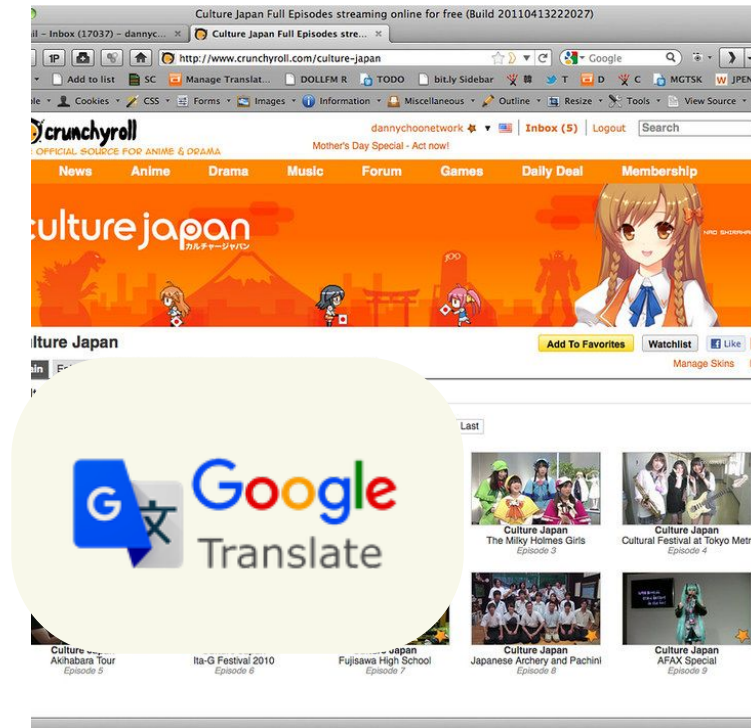 Culture Japan Full Episodes streaming online for free (Build 20110413222027)
il – Inbox (17037) – dannyc...
Culture Japan Full Episodes stre...
1P
http://www.crunchyroll.com/culture-japan
Google
Add to list
SC
Manage Translat...
DOLLFM R
TODO
bit.ly Sidebar
T
D
C
MGTSK
JPEN
Cookies
CSS
Forms
Images
Information
Miscellaneous
Outline
Resize
Tools
View Source
crunchyroll
OFFICIAL SOURCE FOR ANIME & DRAMA
dannychoonetwork
Inbox (5)
Logout
Search
Mother's Day Special - Act now!
News Anime Drama Music Forum Games Daily Deal Membership
culture japan
カルチャージャパン
lture Japan
Add To Favorites
Watchlist
Like
Manage Skins
Last
G 文 Google
Translate
Culture Japan
The Milky Holmes Girls
Episode 3
Culture Japan
Cultural Festival at Tokyo Metr
Episode 4
Culture Japan
Akihabara Tour
Episode 5
Ita-G Festival 2010
Episode 6
Fujisawa High School
Episode 7
Culture Japan
Japanese Archery and Pachink
Episode 8
Culture Japan
AFAX Special
Episode 9